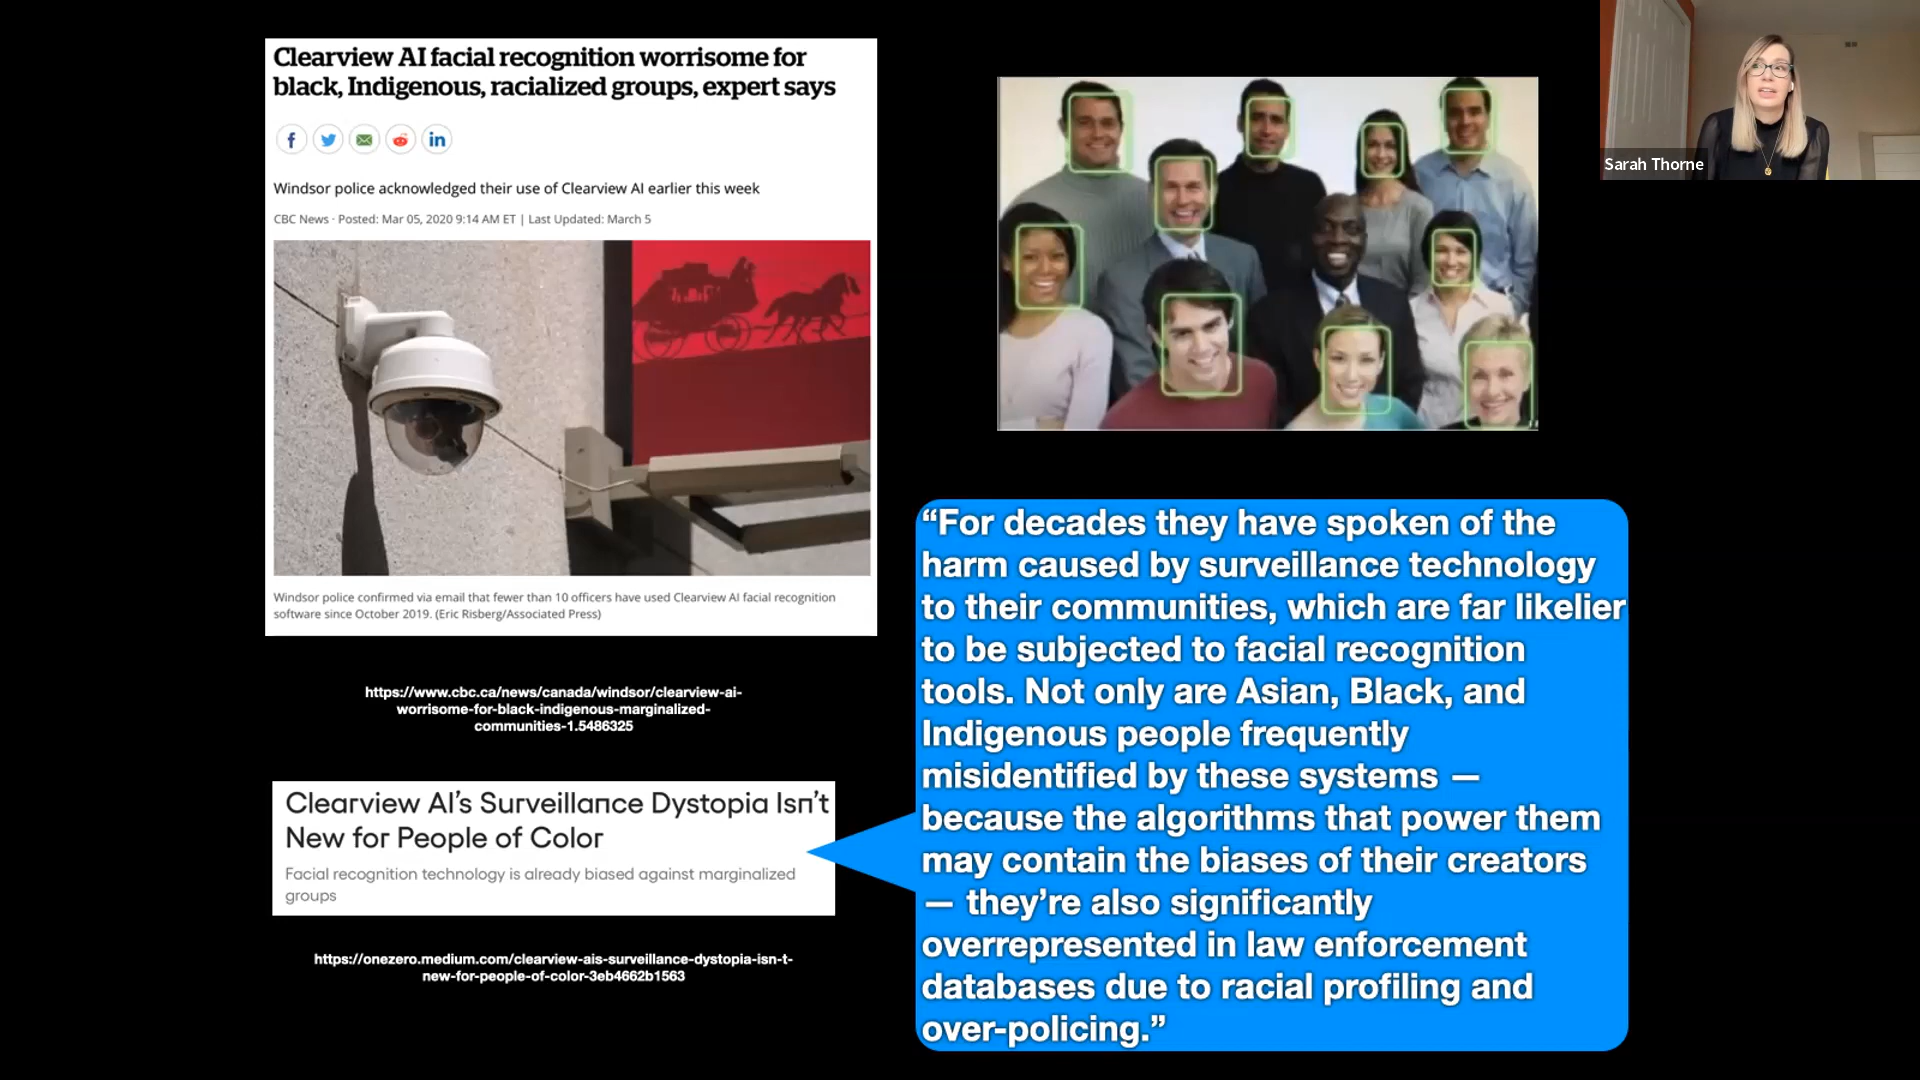 Clearview AI facial recognition worrisome for
black, Indigenous, racialized groups, expert says
f
in
Windsor police acknowledged their use of Clearview AI earlier this week
CBC News · Posted: Mar 05, 2020 9:14 AM ET | Last Updated: March 5
Windsor police confirmed via email that fewer than 10 officers have used Clearview AI facial recognition
software since October 2019. (Eric Risberg/Associated Press)
https://www.cbc.ca/news/canada/windsor/clearview-ai-
worrisome-for-black-indigenous-marginalized-
communities-1.5486325
Clearview AI’s Surveillance Dystopia Isn’t
New for People of Color
Facial recognition technology is already biased against marginalized
groups
https://onezero.medium.com/clearview-ais-surveillance-dystopia-isn-t-
new-for-people-of-color-3eb4662b1563
“For decades they have spoken of the
harm caused by surveillance technology
to their communities, which are far likelier
to be subjected to facial recognition
tools. Not only are Asian, Black, and
Indigenous people frequently
misidentified by these systems —
because the algorithms that power them
may contain the biases of their creators
— they’re also significantly
overrepresented in law enforcement
databases due to racial profiling and
over-policing.”
Sarah Thorne